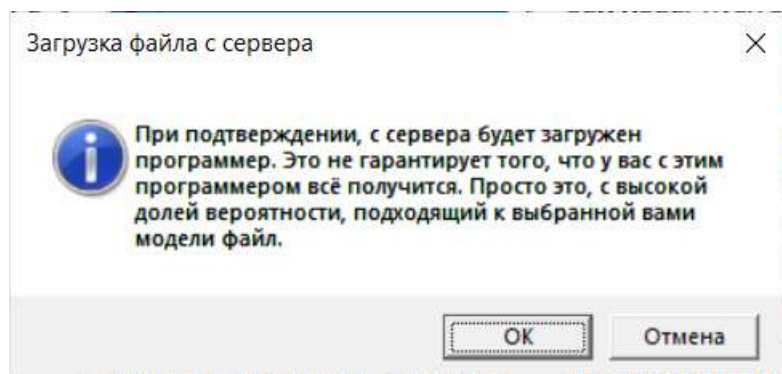 Загрузка файла с сервера
При подтверждении, с сервера будет загружен
программер. Это не гарантирует того, что у вас с этим
программером всё получится. Просто это, с высокой
долей вероятности, подходящий к выбранной вами
модели файл.
ОК
Отмена